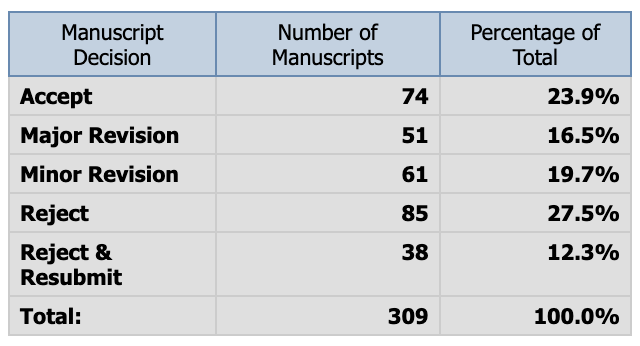 Manuscript Decision Number of Manuscripts Percentage of Total
Accept 74 23.9%
Major Revision 51 16.5%
Minor Revision 61 19.7%
Reject 85 27.5%
Reject & Resubmit 38 12.3%
Total: 309 100.0%